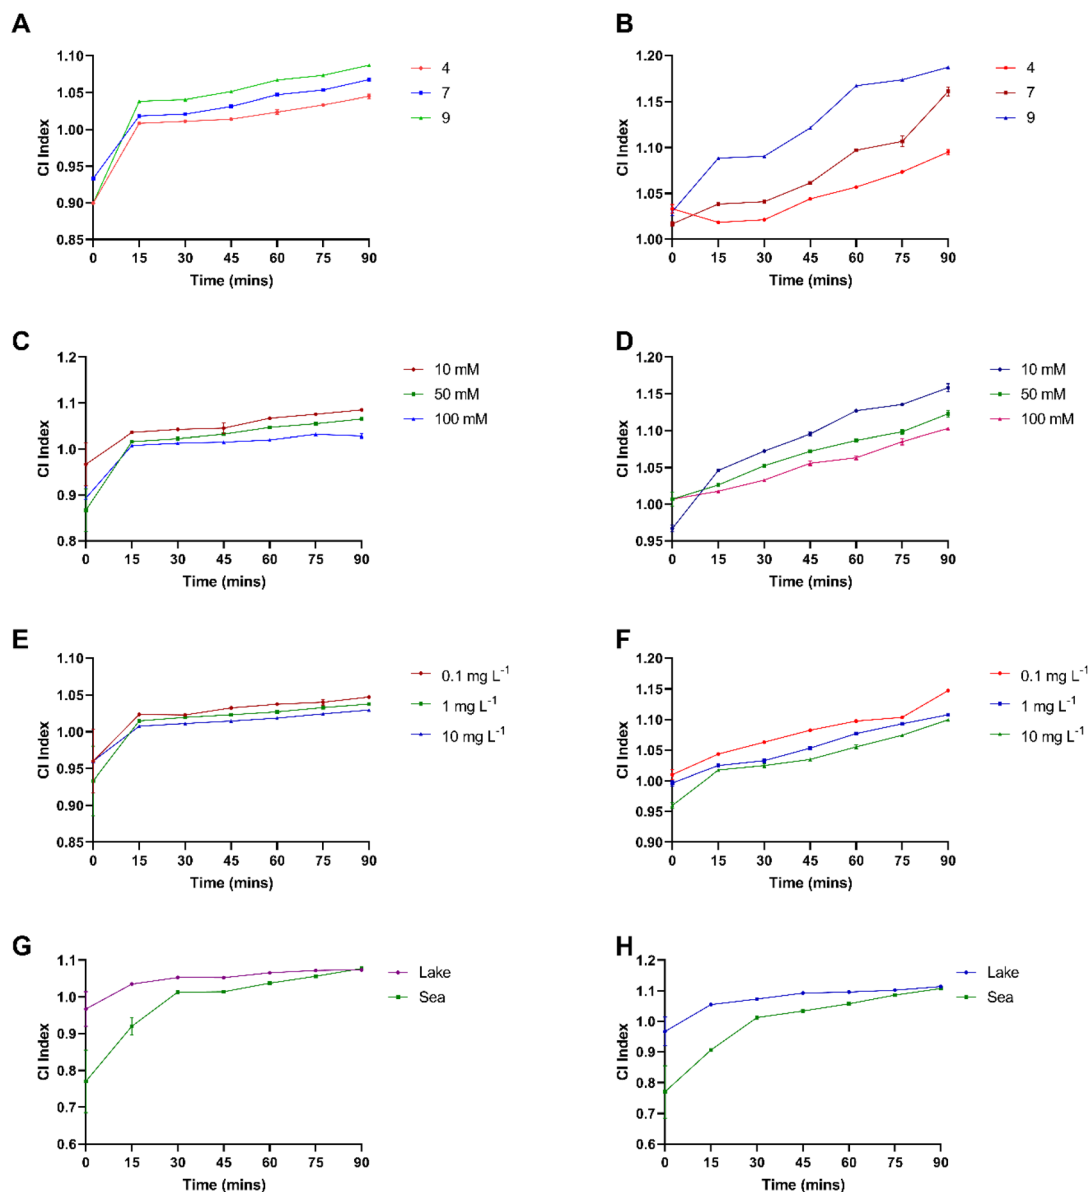 A
1.10
1.05
1.00
0.95
0.90
0.85
CI Index
0 15 30 45 60 75 90
Time (mins)
4
7
9
B
1.20
1.15
1.10
1.05
1.00
CI Index
0 15 30 45 60 75 90
Time (mins)
4
7
9
C
1.2
1.1
1.0
0.9
0.8
CI Index
0 15 30 45 60 75 90
Time (mins)
10 mM
50 mM
100 mM
D
1.20
1.15
1.10
1.05
1.00
0.95
CI Index
0 15 30 45 60 75 90
Time (mins)
10 mM
50 mM
100 mM
E
1.10
1.05
1.00
0.95
0.90
0.85
CI Index
0 15 30 45 60 75 90
Time (mins)
0.1 mg L⁻¹
1 mg L⁻¹
10 mg L⁻¹
F
1.20
1.15
1.10
1.05
1.00
0.95
0.90
CI Index
0 15 30 45 60 75 90
Time (mins)
0.1 mg L⁻¹
1 mg L⁻¹
10 mg L⁻¹
G
1.1
1.0
0.9
0.8
0.7
0.6
CI Index
0 15 30 45 60 75 90
Time (mins)
Lake
Sea
H
1.2
1.1
1.0
0.9
0.8
0.7
0.6
CI Index
0 15 30 45 60 75 90
Time (mins)
Lake
Sea